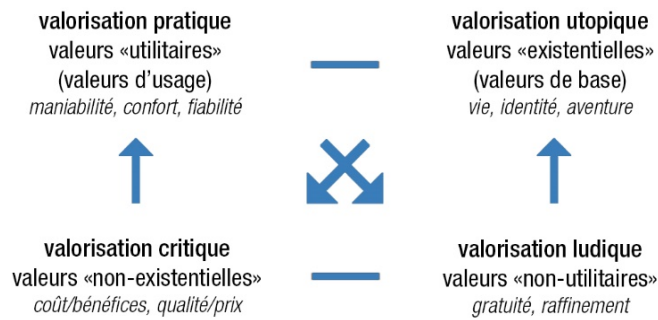 valorisation pratique
valeurs «utilitaires»
(valeurs d’usage)
maniabilité, confort, fiabilité
valorisation utopique
valeurs «existentielles»
(valeurs de base)
vie, identité, aventure
valorisation critique
valeurs «non-existentielles»
coût/bénéfices, qualité/prix
valorisation ludique
valeurs «non-utilitaires»
gratuité, raffinement